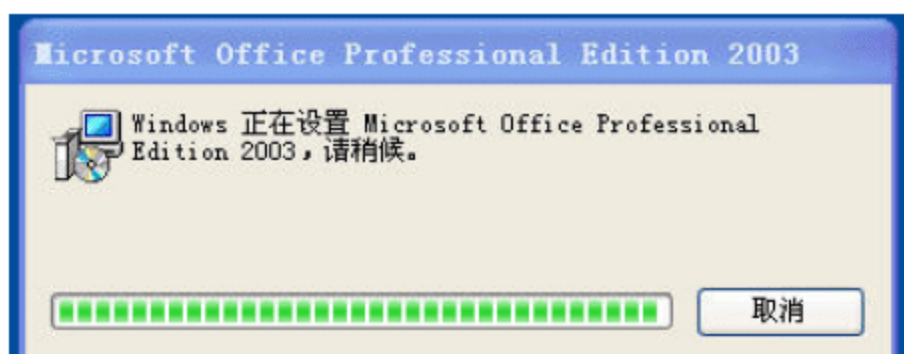 Microsoft Office Professional Edition 2003
Windows 正在设置 Microsoft Office Professional
Edition 2003，请稍候。
取消